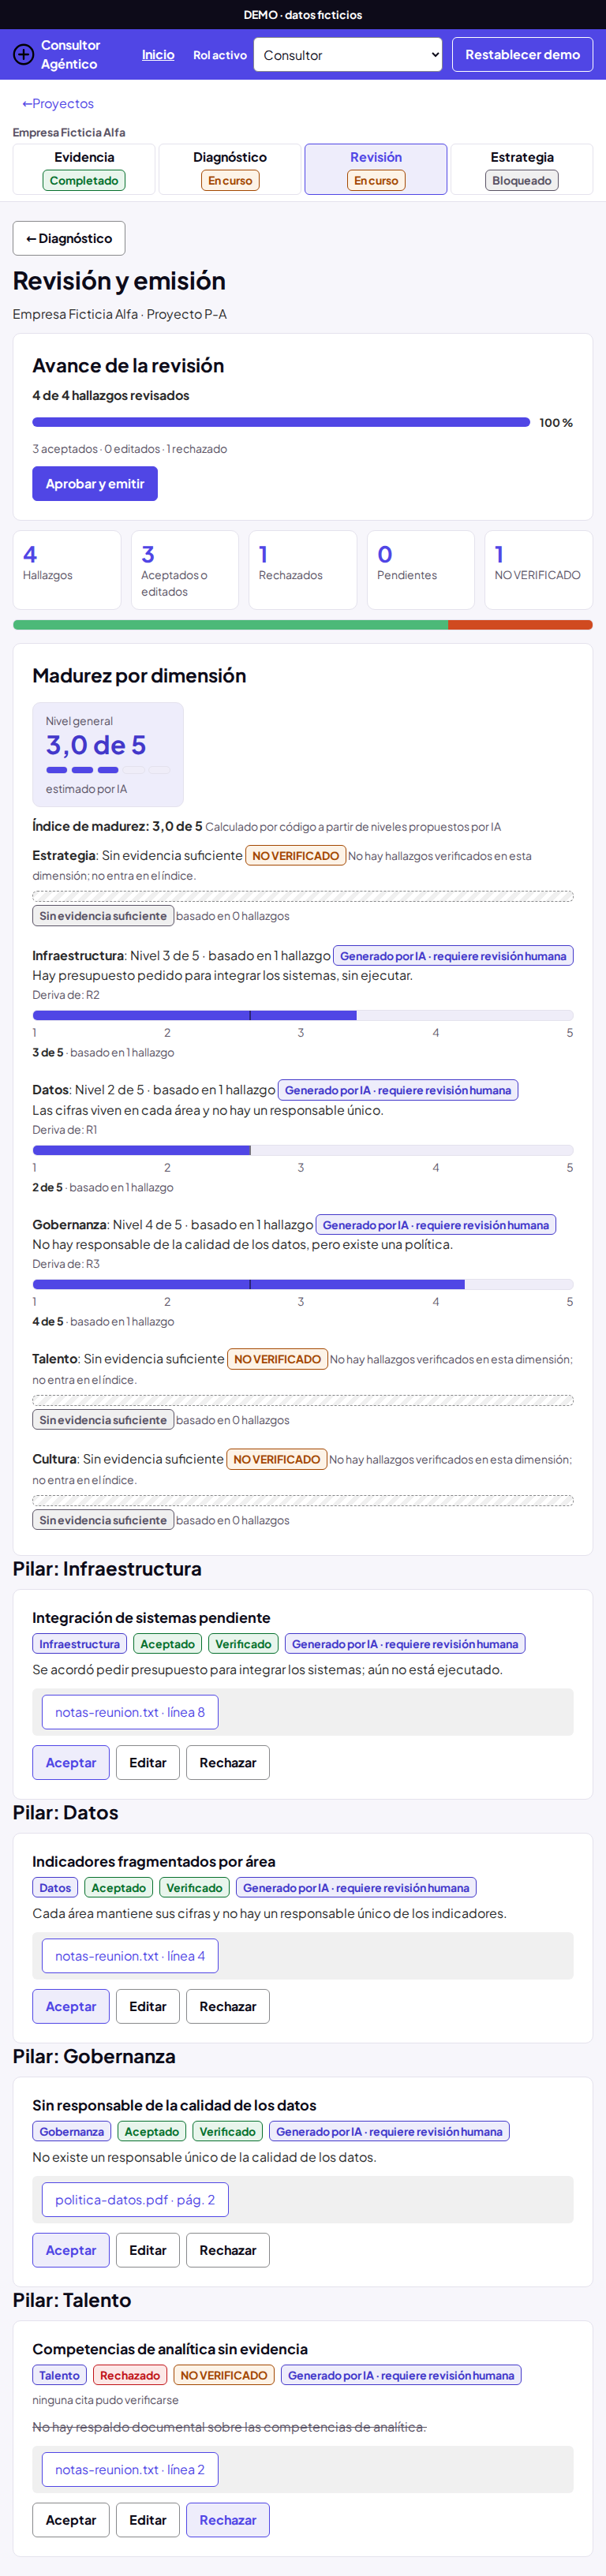 DEMO · datos ficticios
Consultor Agéntico
Inicio
Rol activo
Consultor
Restablecer demo
←Proyectos
Empresa Ficticia Alfa
Evidencia
Completado
Diagnóstico
En curso
Revisión
En curso
Estrategia
Bloqueado
← Diagnóstico
Revisión y emisión
Empresa Ficticia Alfa · Proyecto P-A
Avance de la revisión
4 de 4 hallazgos revisados
100 %
3 aceptados · 0 editados · 1 rechazado
Aprobar y emitir
4
Hallazgos
3
Aceptados o
editados
1
Rechazados
0
Pendientes
1
NO VERIFICADO
Madurez por dimensión
Nivel general
3,0 de 5
estimado por IA
Índice de madurez: 3,0 de 5 Calculado por código a partir de niveles propuestos por IA
Estrategia: Sin evidencia suficiente NO VERIFICADO No hay hallazgos verificados en esta
dimensión; no entra en el índice.
Sin evidencia suficiente basado en 0 hallazgos
Infraestructura: Nivel 3 de 5 · basado en 1 hallazgo Generado por IA · requiere revisión humana
Hay presupuesto pedido para integrar los sistemas, sin ejecutar.
Deriva de: R2
1 2 3 4 5
3 de 5 · basado en 1 hallazgo
Datos: Nivel 2 de 5 · basado en 1 hallazgo Generado por IA · requiere revisión humana
Las cifras viven en cada área y no hay un responsable único.
Deriva de: R1
1 2 3 4 5
2 de 5 · basado en 1 hallazgo
Gobernanza: Nivel 4 de 5 · basado en 1 hallazgo Generado por IA · requiere revisión humana
No hay responsable de la calidad de los datos, pero existe una política.
Deriva de: R3
1 2 3 4 5
4 de 5 · basado en 1 hallazgo
Talento: Sin evidencia suficiente NO VERIFICADO No hay hallazgos verificados en esta dimensión;
no entra en el índice.
Sin evidencia suficiente basado en 0 hallazgos
Cultura: Sin evidencia suficiente NO VERIFICADO No hay hallazgos verificados en esta dimensión;
no entra en el índice.
Sin evidencia suficiente basado en 0 hallazgos
Pilar: Infraestructura
Integración de sistemas pendiente
Infraestructura Aceptado Verificado Generado por IA · requiere revisión humana
Se acordó pedir presupuesto para integrar los sistemas; aún no está ejecutado.
notas-reunion.txt · línea 8
Aceptar Editar Rechazar
Pilar: Datos
Indicadores fragmentados por área
Datos Aceptado Verificado Generado por IA · requiere revisión humana
Cada área mantiene sus cifras y no hay un responsable único de los indicadores.
notas-reunion.txt · línea 4
Aceptar Editar Rechazar
Pilar: Gobernanza
Sin responsable de la calidad de los datos
Gobernanza Aceptado Verificado Generado por IA · requiere revisión humana
No existe un responsable único de la calidad de los datos.
politica-datos.pdf · pág. 2
Aceptar Editar Rechazar
Pilar: Talento
Competencias de analítica sin evidencia
Talento Rechazado NO VERIFICADO Generado por IA · requiere revisión humana
ninguna cita pudo verificarse
No hay respaldo documental sobre las competencias de analítica.
notas-reunion.txt · línea 2
Aceptar Editar Rechazar